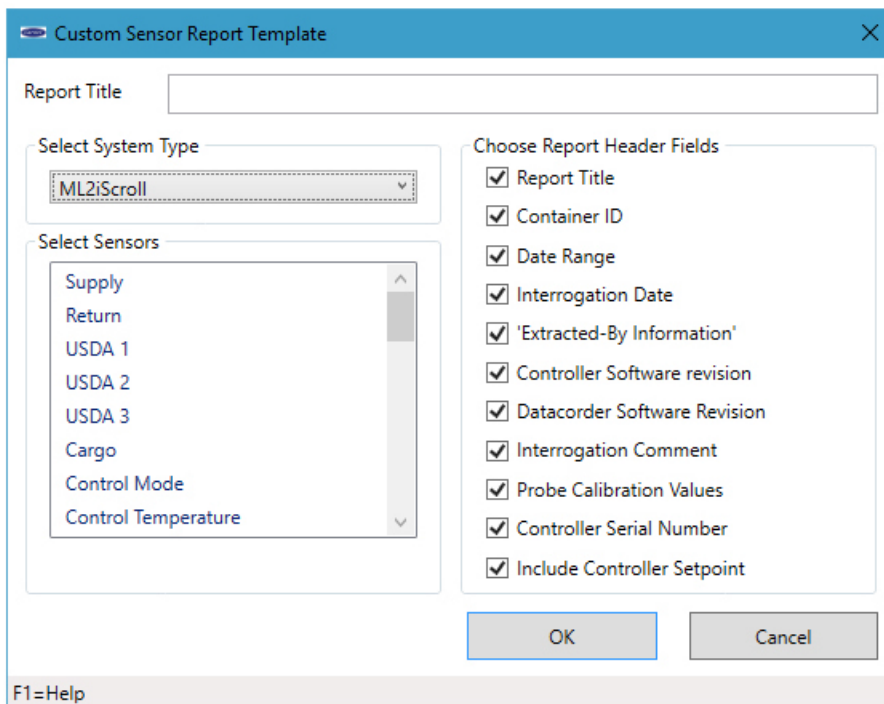 Custom Sensor Report Template
Report Title
Select System Type
ML2iScroll
Select Sensors
Supply
Return
USDA 1
USDA 2
USDA 3
Cargo
Control Mode
Control Temperature
Choose Report Header Fields
Report Title
Container ID
Date Range
Interrogation Date
'Extracted-By Information'
Controller Software revision
Datacorder Software Revision
Interrogation Comment
Probe Calibration Values
Controller Serial Number
Include Controller Setpoint
OK
Cancel
F1=Help